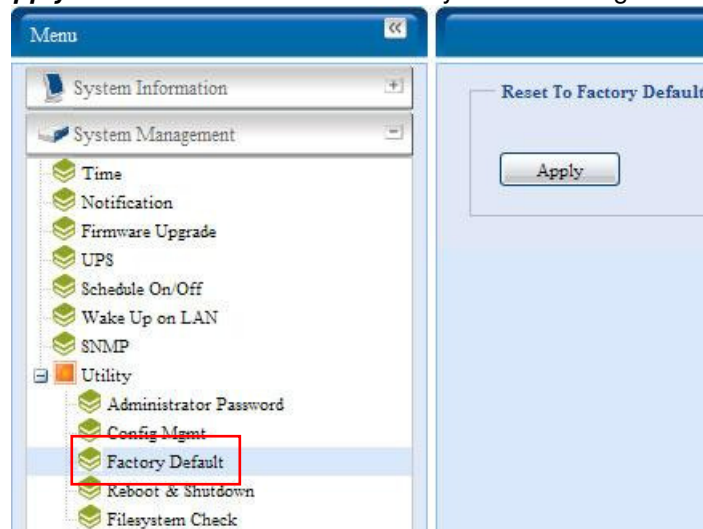 Menu
System Information
System Management
Time
Notification
Firmware Upgrade
UPS
Schedule On/Off
Wake Up on LAN
SNMP
Utility
Administrator Password
Config Mgmt
Factory Default
Reboot & Shutdown
Filesystem Check
Reset To Factory Default
Apply